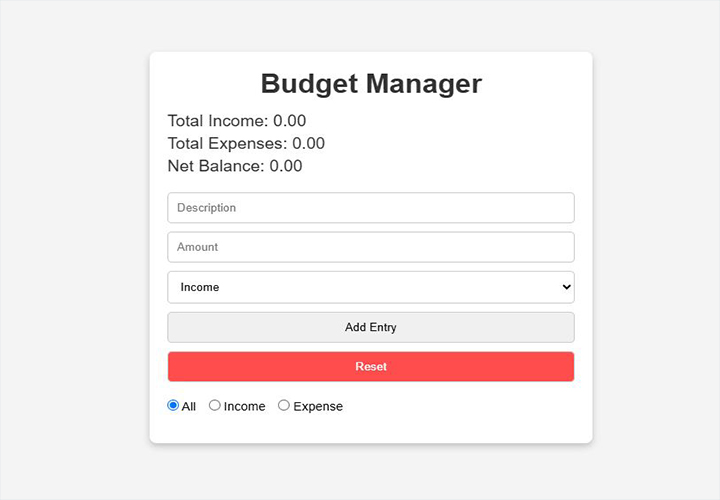 Budget Manager
Total Income: 0.00
Total Expenses: 0.00
Net Balance: 0.00
Description
Amount
Income
Add Entry
Reset
All Income Expense